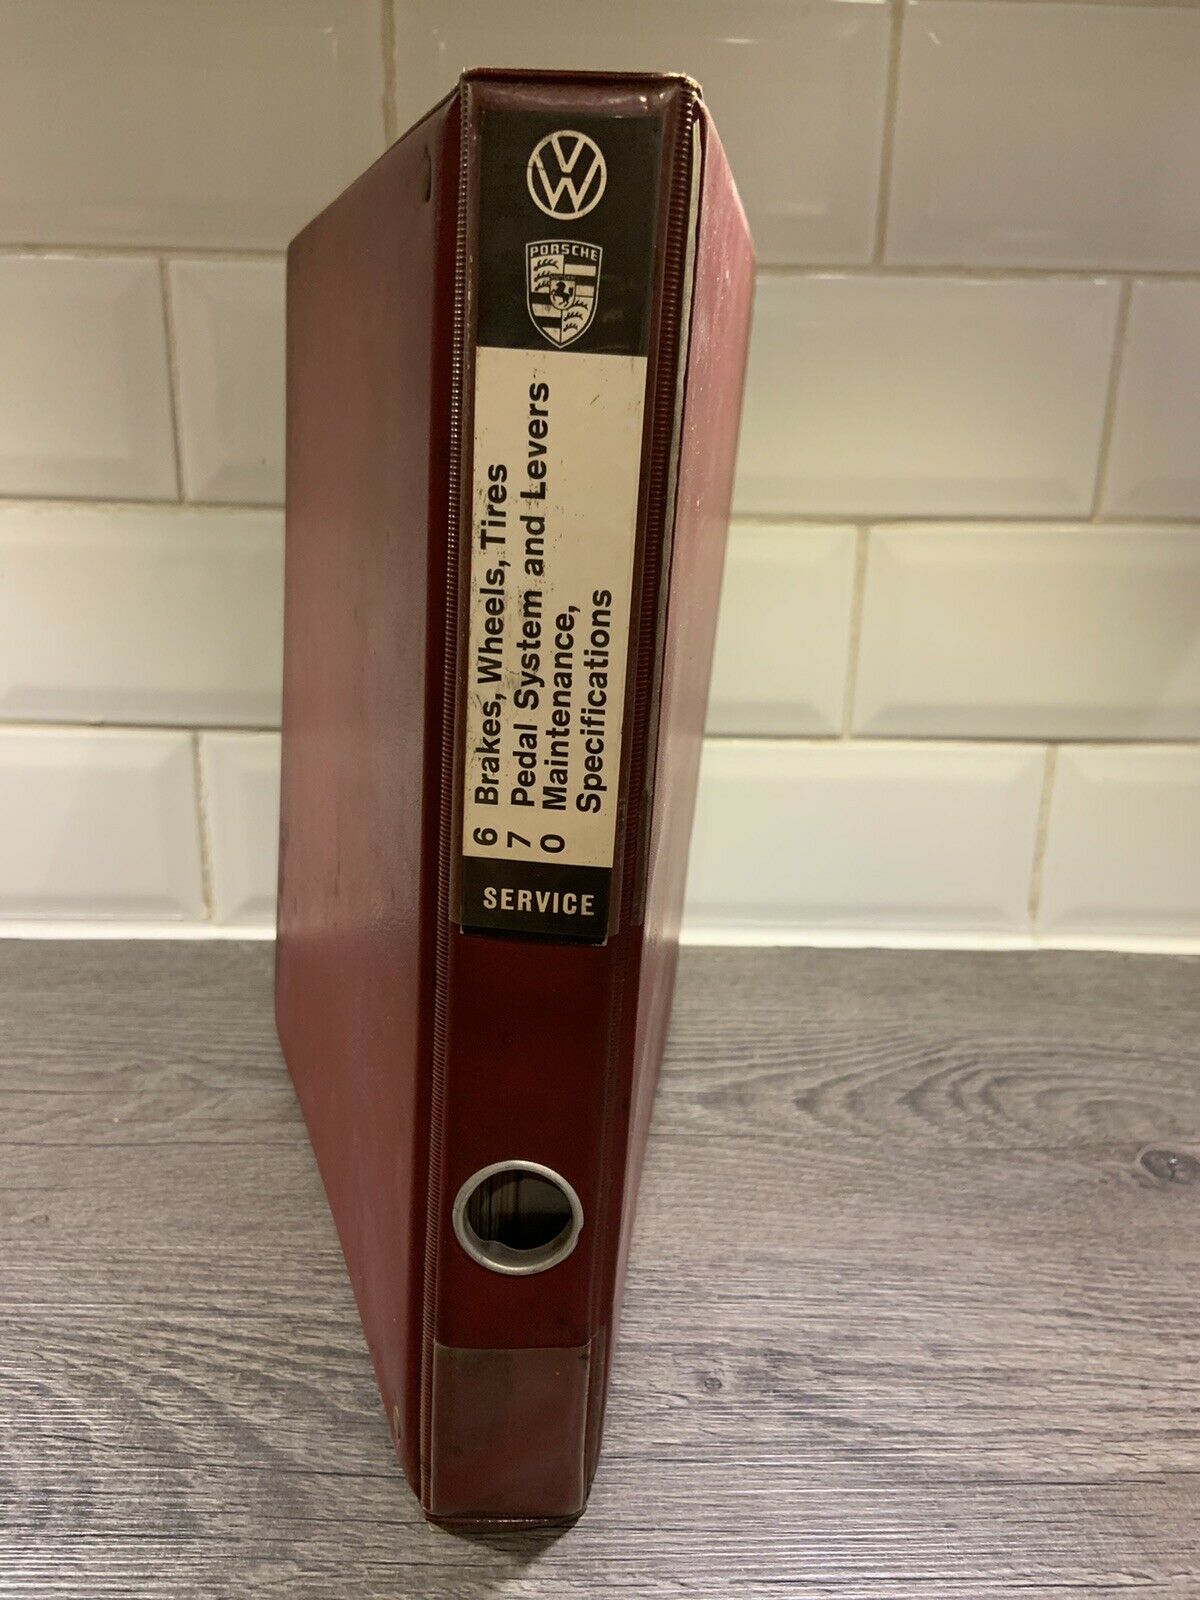 VW
PORSCHE
6 Brakes, Wheels, Tires
7 Pedal System and Levers
0 Maintenance,
Specifications
SERVICE